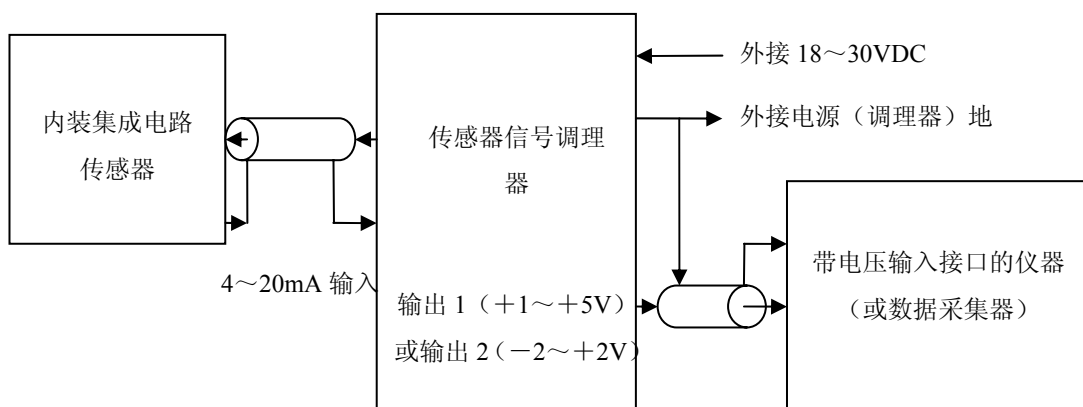 内装集成电路
传感器
4～20mA 输入
传感器信号调理
器
输出 1（＋1～＋5V）
或输出 2（－2～＋2V）
外接 18～30VDC
外接电源（调理器）地
带电压输入接口的仪器
（或数据采集器）